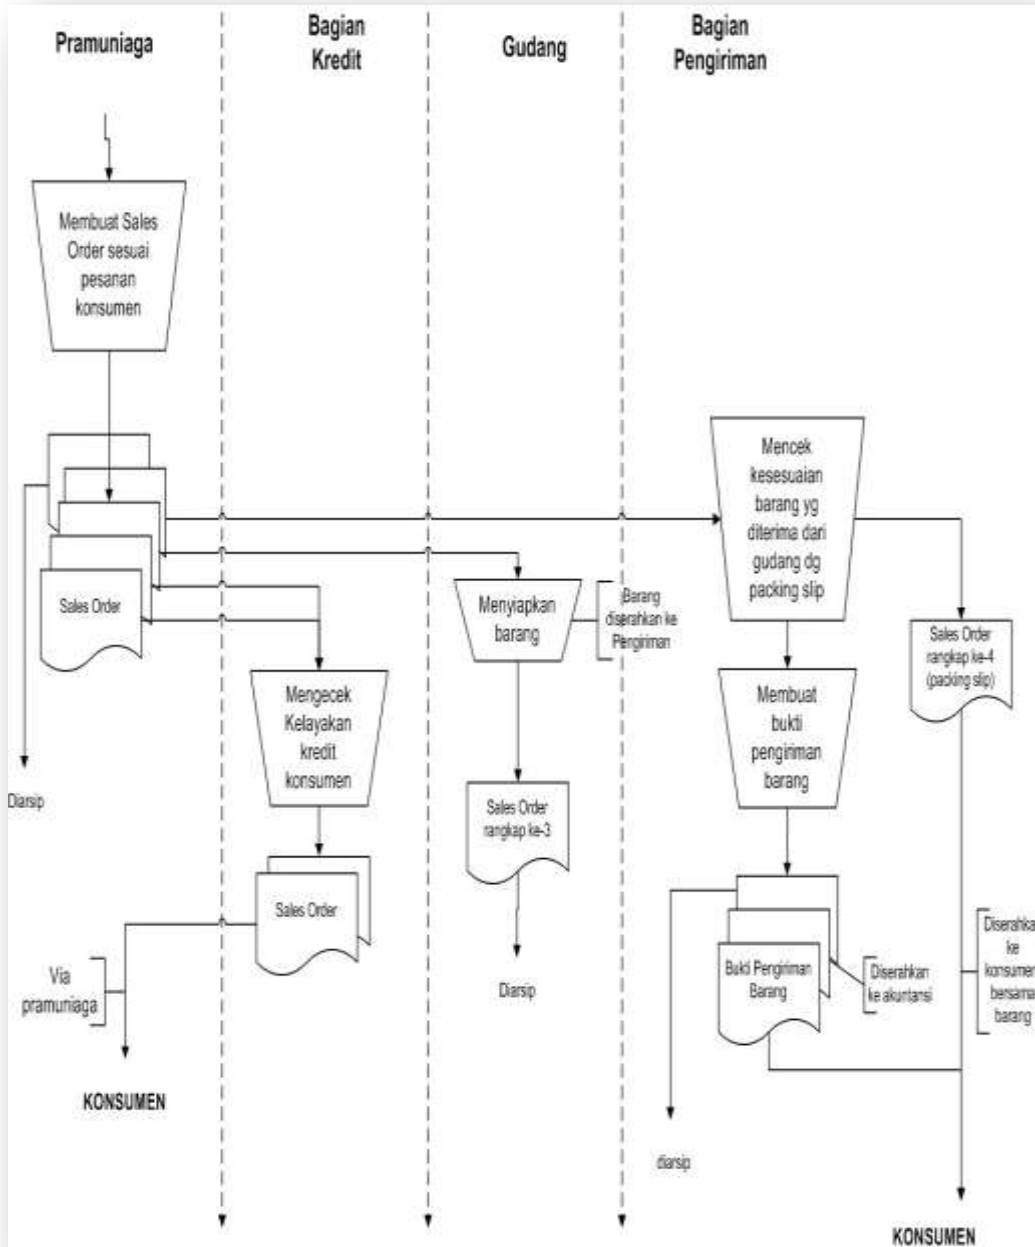 Pramuniaga
Bagian
Kredit
Gudang
Bagian
Pengiriman
Membuat Sales
Order sesuai
pesanan
konsumen
Sales Order
Diarsip
Mengecek
Kelayakan
kredit
konsumen
Sales Order
Via
pramuniaga
KONSUMEN
Menyiapkan
barang
Barang
diserahkan ke
Pengiriman
Sales Order
rangkap ke-3
Diarsip
Mencek
kesesuaian
barang yg
diterima dari
gudang dg
packing slip
Membuat
bukti
pengiriman
barang
Bukti Pengiriman
Barang
Diserahkan
ke akuntansi
diarsip
Sales Order
rangkap ke-4
(packing slip)
Diserahka
ke
konsumen
bersama
barang
KONSUMEN